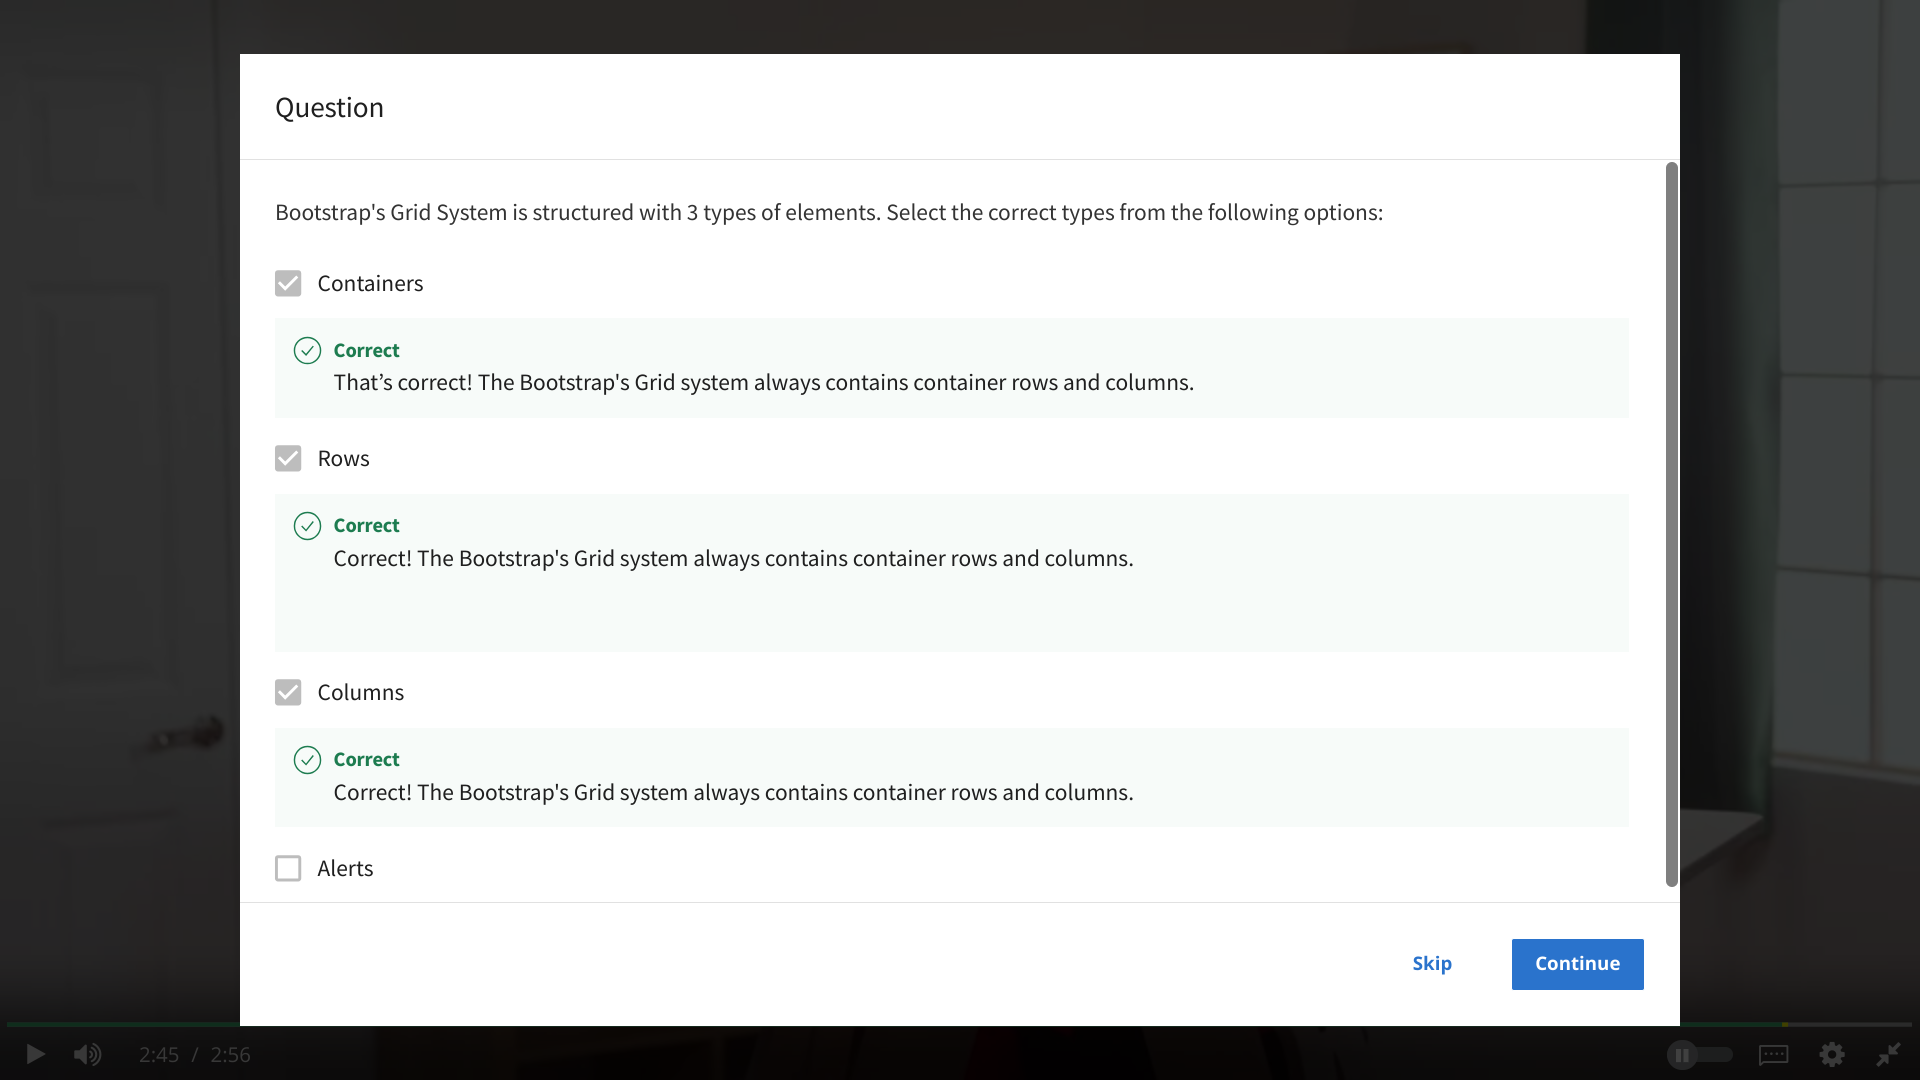 Question
Bootstrap's Grid System is structured with 3 types of elements. Select the correct types from the following options:
Containers
Correct
That’s correct! The Bootstrap's Grid system always contains container rows and columns.
Rows
Correct
Correct! The Bootstrap's Grid system always contains container rows and columns.
Columns
Correct
Correct! The Bootstrap's Grid system always contains container rows and columns.
Alerts
Skip
Continue
2:45 / 2:56